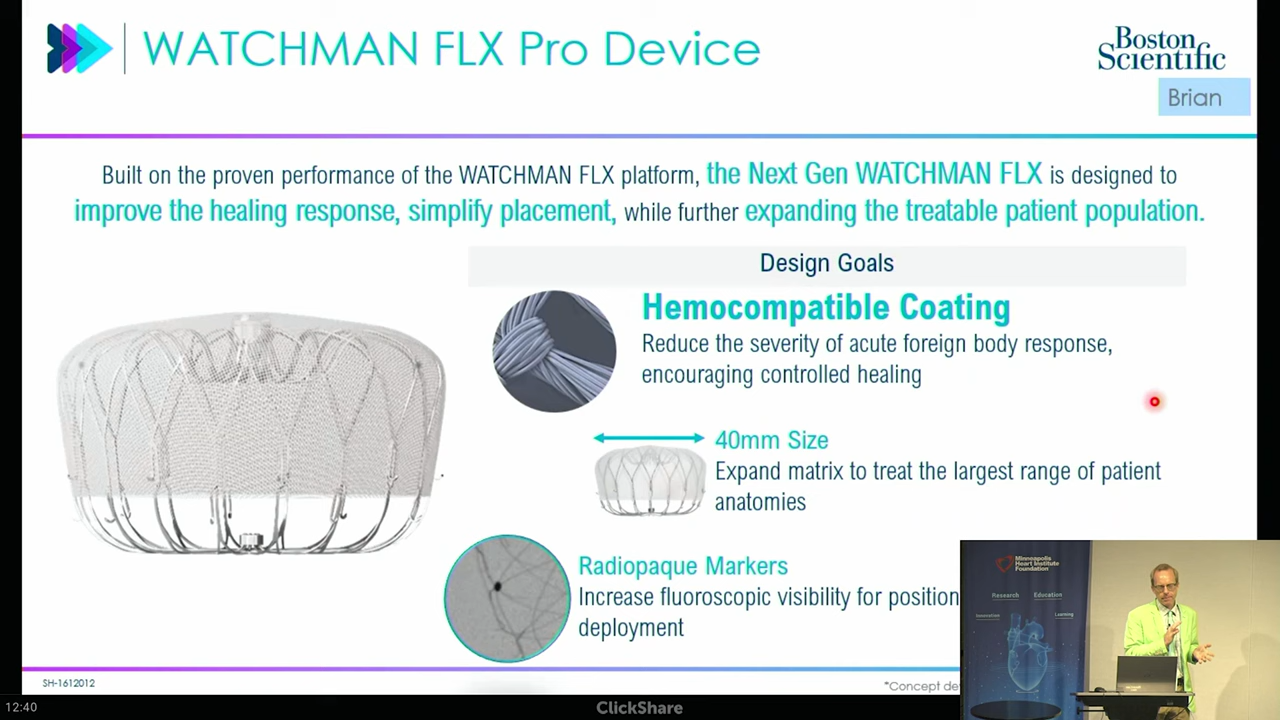 WATCHMAN FLX Pro Device
Boston
Scientific
Brian
Built on the proven performance of the WATCHMAN FLX platform, the Next Gen WATCHMAN FLX is designed to
improve the healing response, simplify placement, while further expanding the treatable patient population.
Design Goals
Hemocompatible Coating
Reduce the severity of acute foreign body response,
encouraging controlled healing
40mm Size
Expand matrix to treat the largest range of patient
anatomies
Radiopaque Markers
Increase fluoroscopic visibility for position
deployment
SH-1612012
*Concept de
Minneapolis
Heart Institute
Foundation
Research Education
Innovation Learning
12:40
ClickShare